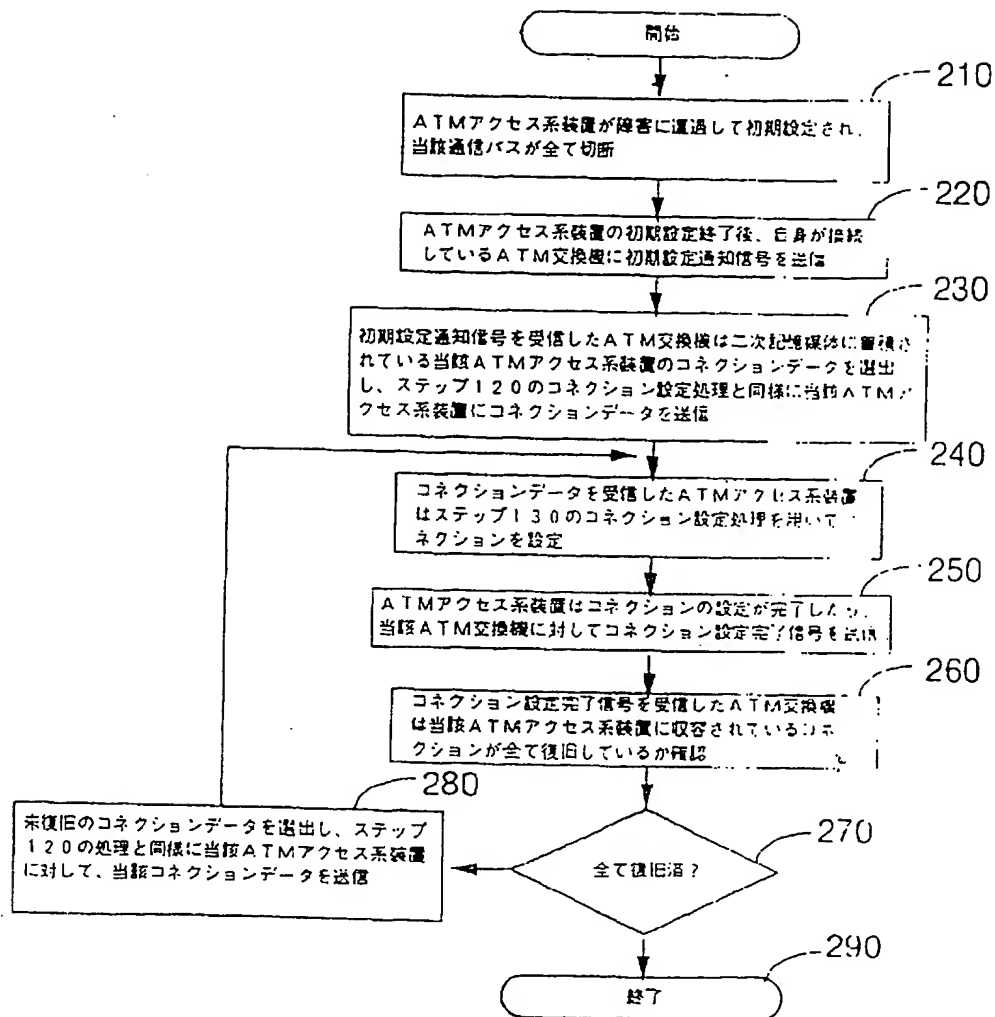 開始
210
ATMアクセス系装置が障害に遭遇して初期設定され、
当該通信パスが全て切断
220
ATMアクセス系装置の初期設定終了後、自身が接続
しているATM交換機に初期設定通知信号を送信
230
初期設定通知信号を受信したATM交換機は二次記憶媒体に蓄積さ
れている当該ATMアクセス系装置のコネクションデータを選出
し、ステップ120のコネクション設定処理と同様に当該ATMア
クセス系装置にコネクションデータを送信
240
コネクションデータを受信したATMアクセス系装置
はステップ130のコネクション設定処理を用いてコ
ネクションを設定
250
ATMアクセス系装置はコネクションの設定が完了したら、
当該ATM交換機に対してコネクション設定完了信号を送信
260
コネクション設定完了信号を受信したATM交換機
は当該ATMアクセス系装置に収容されているコネ
クションが全て復旧しているか確認
270
全て復旧済?
280
未復旧のコネクションデータを選出し、ステップ
120の処理と同様に当該ATMアクセス系装置
に対して、当該コネクションデータを送信
290
終了